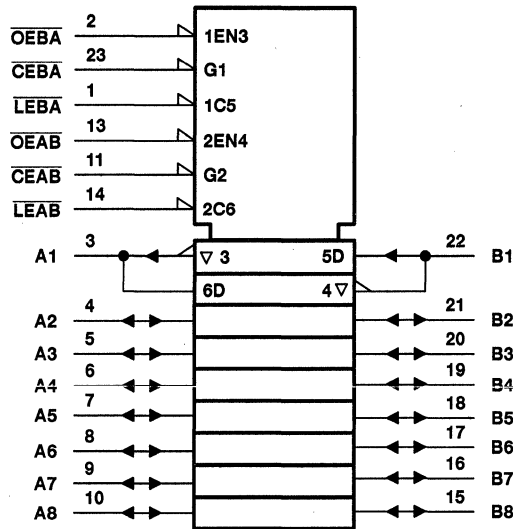 2
OEBA 1EN3
23
CEBA G1
1
LEBA 1C5
13
OEAB 2EN4
11
CEAB G2
14
LEAB 2C6
3 22
A1 ▽ 3 5D B1
6D 4 ▽
4 21
A2 B2
5 20
A3 B3
6 19
A4 B4
7 18
A5 B5
8 17
A6 B6
9 16
A7 B7
10 15
A8 B8